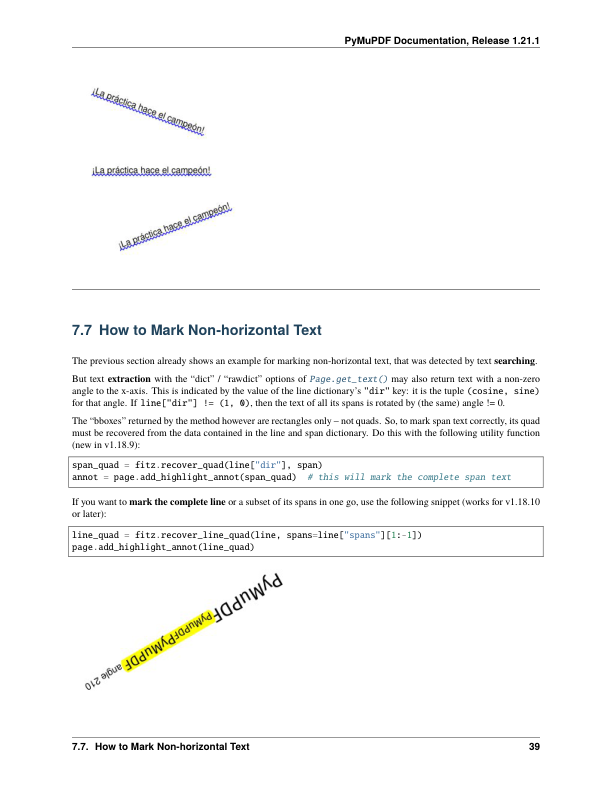 PyMuPDF Documentation, Release 1.21.1
¡La práctica hace el campeón!
¡La práctica hace el campeón!
¡La práctica hace el campeón!
7.7 How to Mark Non-horizontal Text
The previous section already shows an example for marking non-horizontal text, that was detected by text searching.
But text extraction with the “dict” / “rawdict” options of Page.get_text() may also return text with a non-zero
angle to the x-axis. This is indicated by the value of the line dictionary’s "dir" key: it is the tuple (cosine, sine)
for that angle. If line["dir"] != (1, 0), then the text of all its spans is rotated by (the same) angle != 0.
The “bboxes” returned by the method however are rectangles only – not quads. So, to mark span text correctly, its quad
must be recovered from the data contained in the line and span dictionary. Do this with the following utility function
(new in v1.18.9):
span_quad = fitz.recover_quad(line["dir"], span)
annot = page.add_highlight_annot(span_quad)  # this will mark the complete span text
If you want to mark the complete line or a subset of its spans in one go, use the following snippet (works for v1.18.10
or later):
line_quad = fitz.recover_line_quad(line, spans=line["spans"][1:-1])
page.add_highlight_annot(line_quad)
PyMuPDFPyMuPDFPyMuPDF angle 210
7.7. How to Mark Non-horizontal Text 39